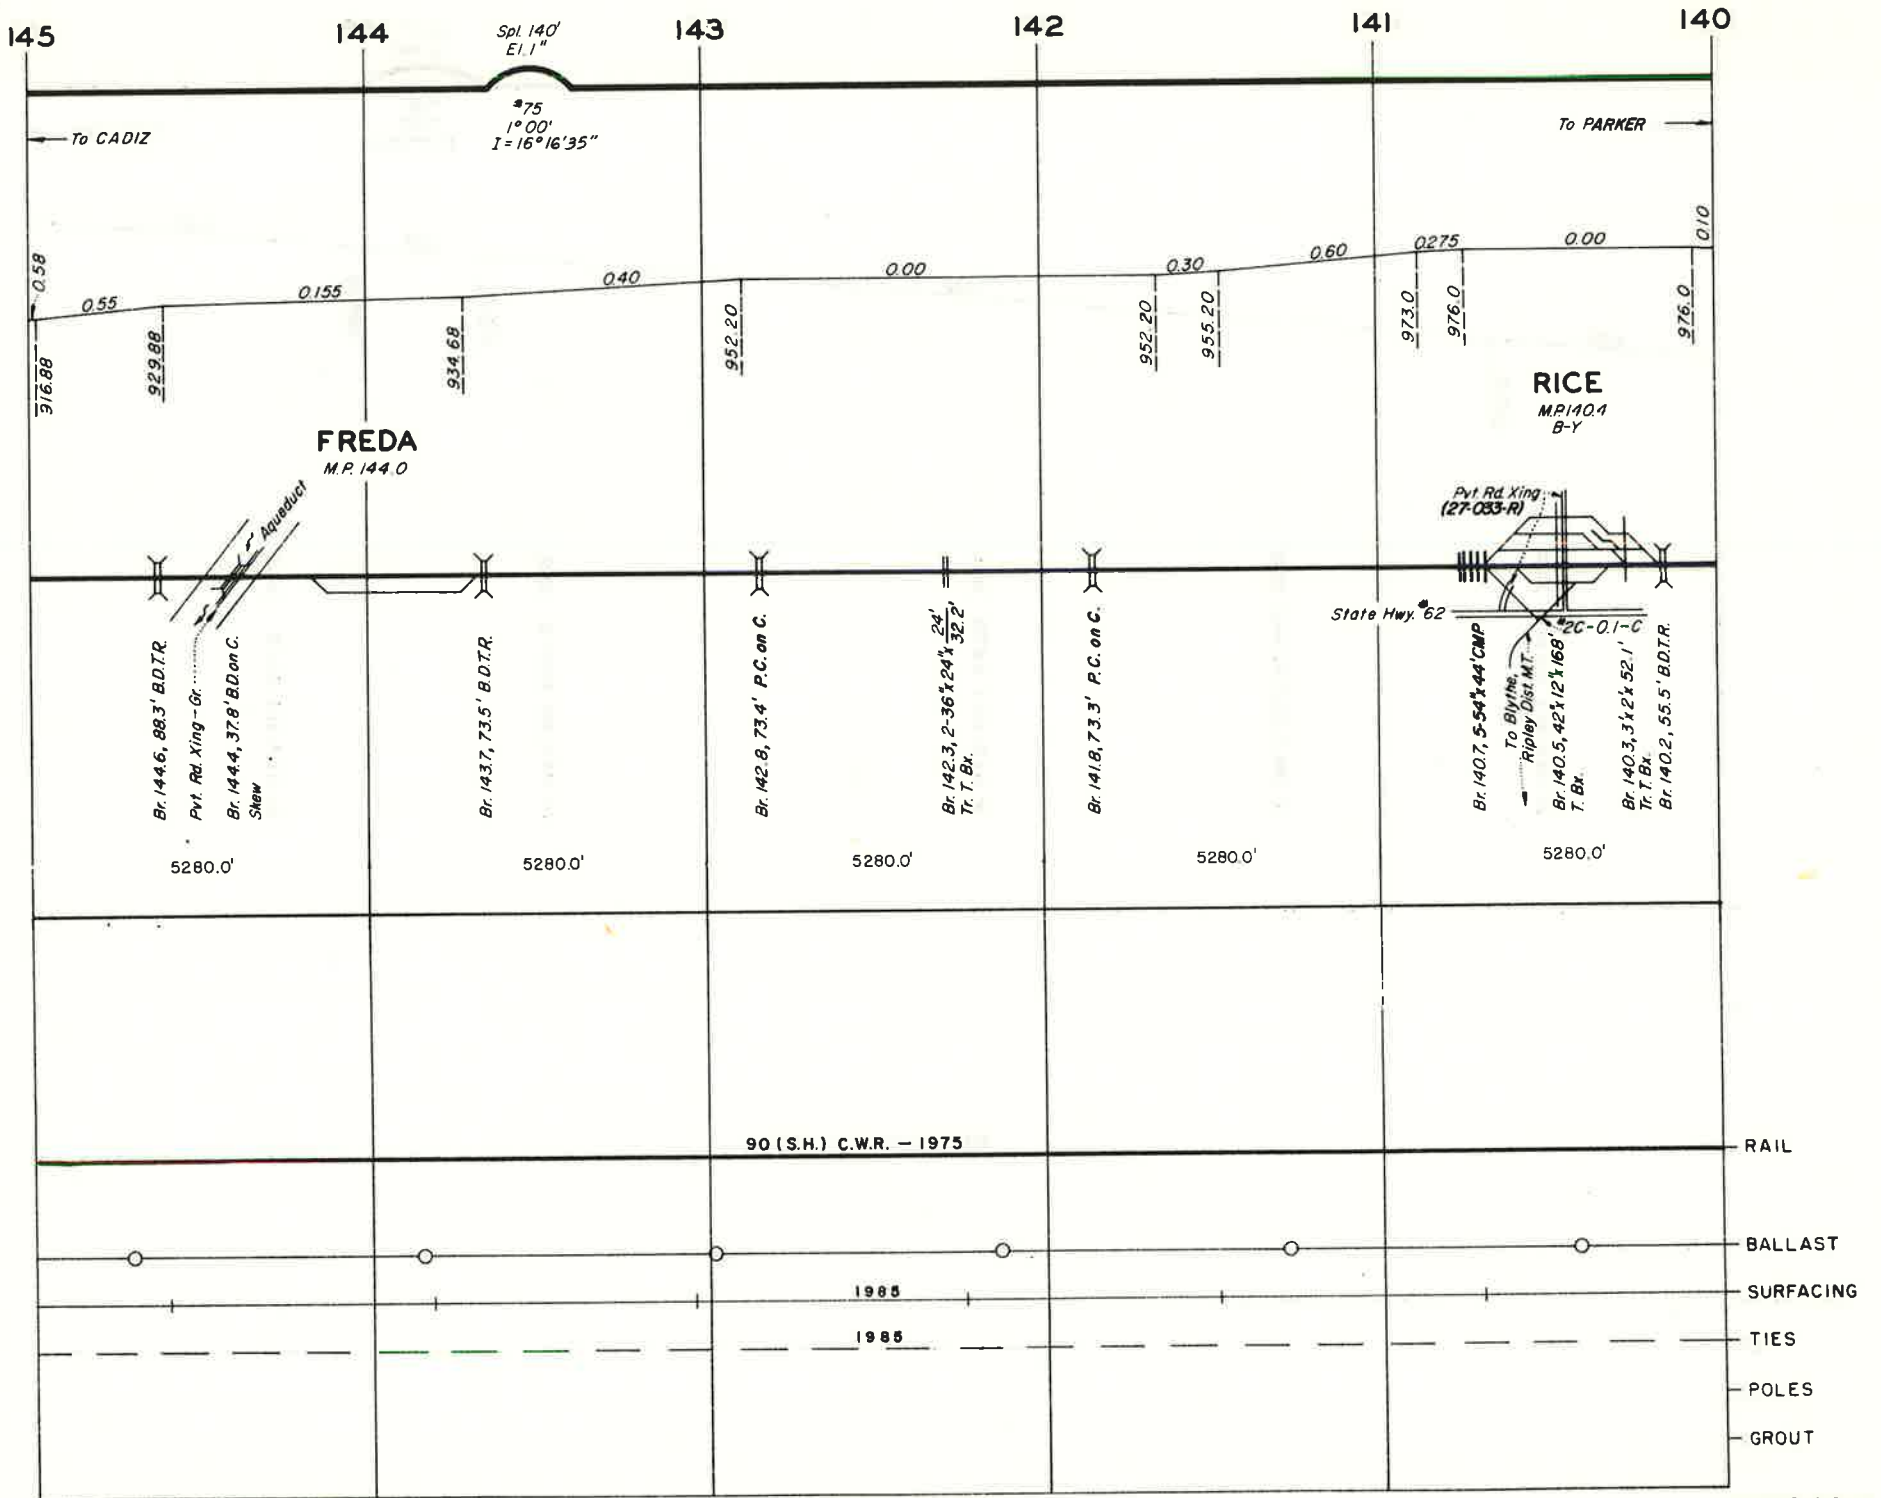 145
144
143
142
141
140
Spl. 140'
El. 1"
#75
1° 00'
I = 16° 16' 35"
To CADIZ
To PARKER
0.58
0.55
0.155
0.40
0.00
0.30
0.60
0.275
0.00
0.10
916.88
929.88
934.68
952.20
952.20
955.20
973.0
976.0
976.0
FREDA
M.P. 144.0
RICE
M.P. 140.4
B-Y
Aqueduct
Pvt. Rd. Xing
(27-033-R)
State Hwy. #62
#2C-0.1-C
Br. 144.6, 88.3' B.D.T.R.
Pvt. Rd. Xing - Gr.
Br. 144.4, 37.8' B.D. on C.
Skew
Br. 143.7, 73.5' B.D.T.R.
Br. 142.8, 73.4' P.C. on C.
Br. 142.3, 2-36"x 24"x 24'/32.2'
Tr. T. Bx.
Br. 141.8, 73.3' P.C. on C.
Br. 140.7, 5-54"x 44' CMP
To Blythe,
Ripley Dist. M.T.
Br. 140.5, 42"x 12"x 168'
T. Bx.
Br. 140.3, 3'x 2'x 52.1'
Tr. T. Bx.
Br. 140.2, 55.5' B.D.T.R.
5280.0'
5280.0'
5280.0'
5280.0'
5280.0'
90 (S.H.) C.W.R. — 1975
RAIL
BALLAST
1985
SURFACING
1985
TIES
POLES
GROUT